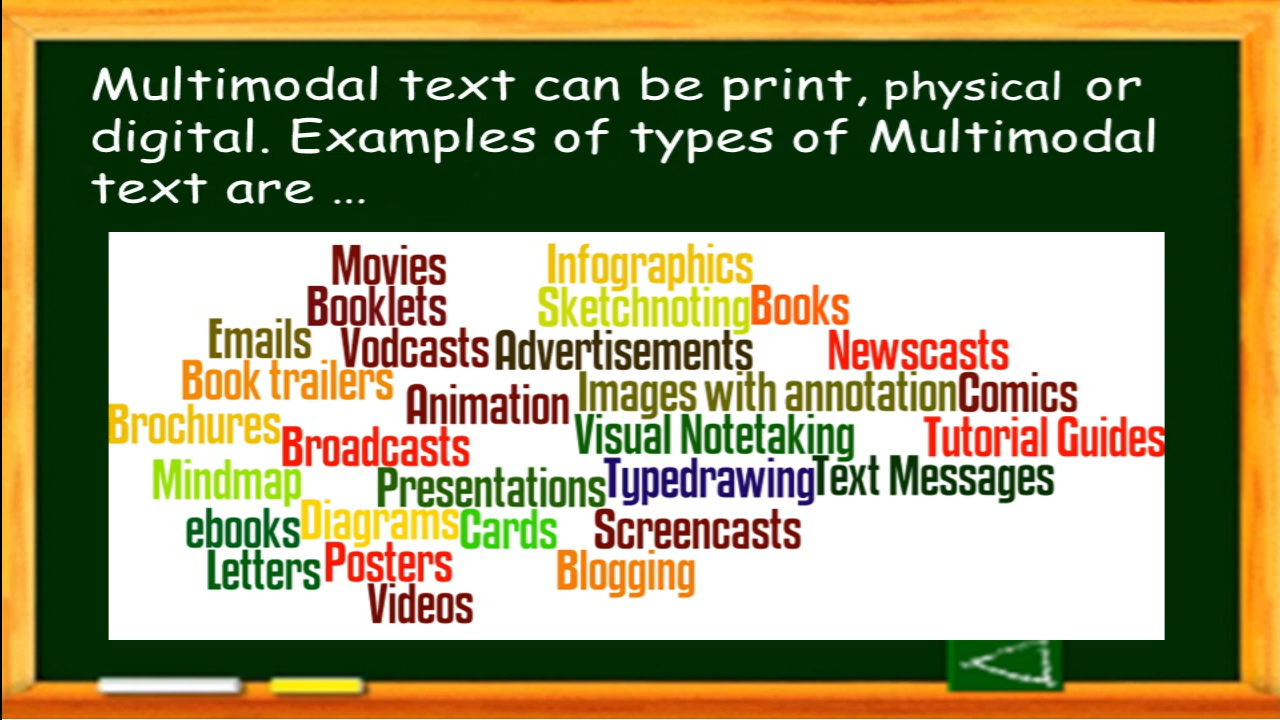 Multimodal text can be print, physical or
digital. Examples of types of Multimodal
text are ...
Movies Infographics
Booklets Sketchnoting Books
Emails Vodcasts Advertisements Newscasts
Book trailers Animation Images with annotation Comics
Brochures Broadcasts Visual Notetaking Tutorial Guides
Mindmap Presentations Typedrawing Text Messages
ebooks Diagrams Cards Screencasts
Letters Posters Blogging
Videos